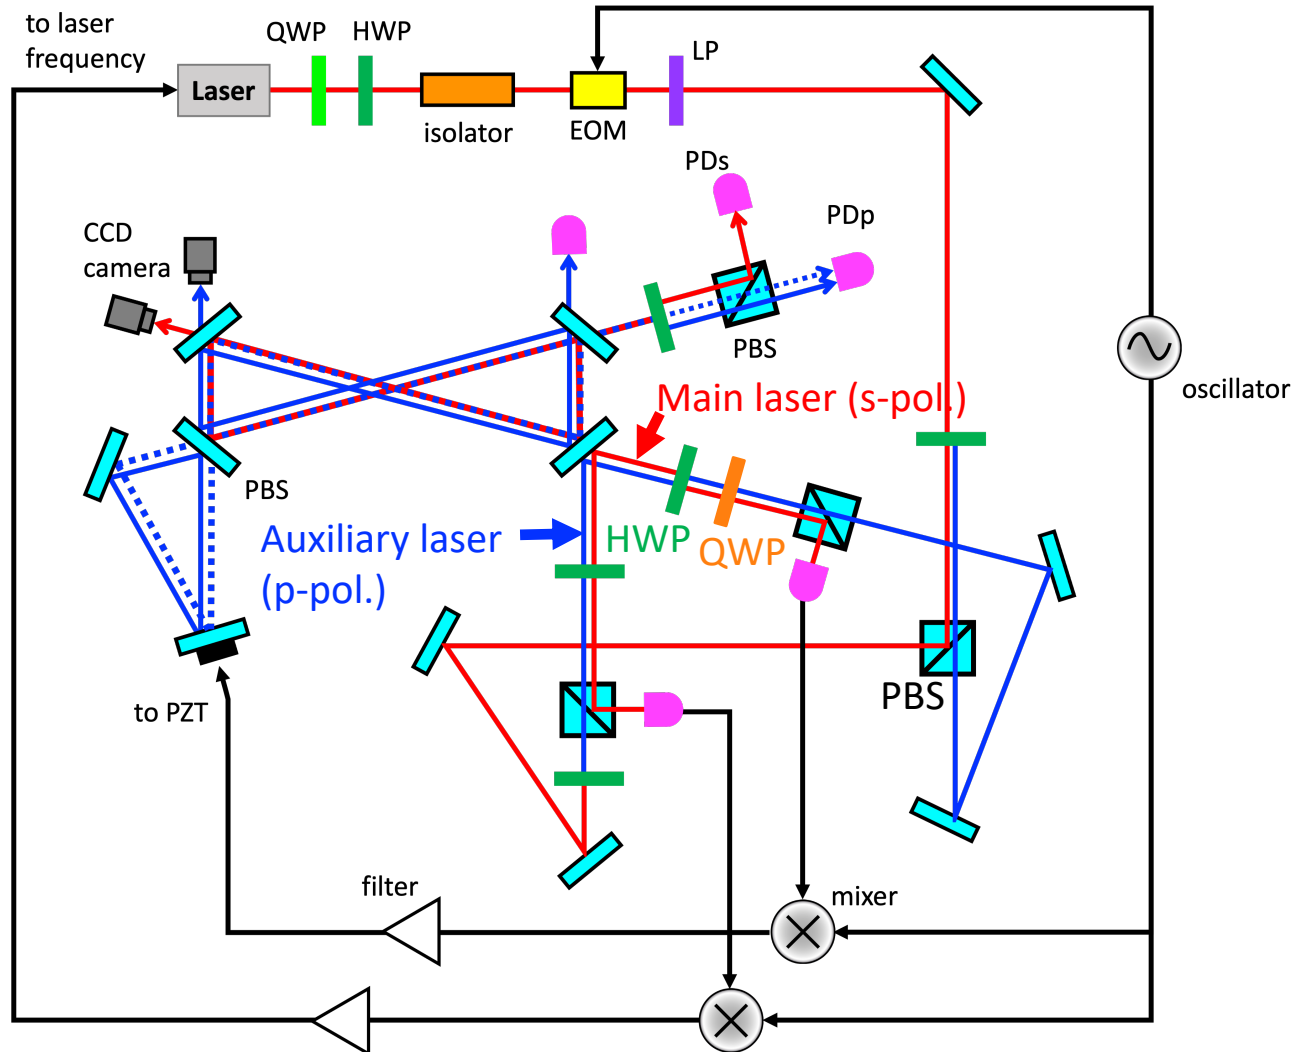 to laser
frequency
QWP
HWP
LP
Laser
isolator
EOM
PDs
PDp
CCD
camera
PBS
oscillator
Main laser (s-pol.)
PBS
Auxiliary laser
(p-pol.)
HWP
QWP
PBS
to PZT
filter
mixer